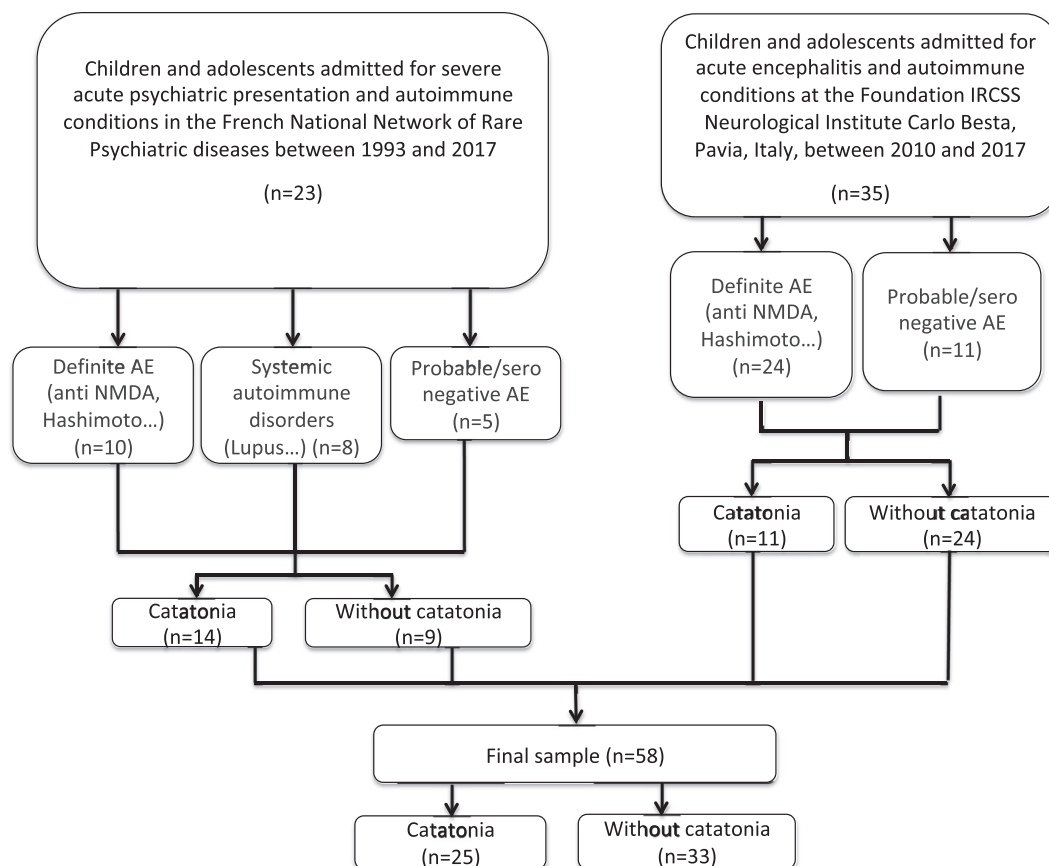 Children and adolescents admitted for severe
acute psychiatric presentation and autoimmune
conditions in the French National Network of Rare
Psychiatric diseases between 1993 and 2017
(n=23)
Children and adolescents admitted for
acute encephalitis and autoimmune
conditions at the Foundation IRCSS
Neurological Institute Carlo Besta,
Pavia, Italy, between 2010 and 2017
(n=35)
Definite AE
(anti NMDA,
Hashimoto...)
(n=24)
Probable/sero
negative AE
(n=11)
Definite AE
(anti NMDA,
Hashimoto...)
(n=10)
Systemic
autoimmune
disorders
(Lupus...) (n=8)
Probable/sero
negative AE
(n=5)
Catatonia
(n=11)
Without catatonia
(n=24)
Catatonia
(n=14)
Without catatonia
(n=9)
Final sample (n=58)
Catatonia
(n=25)
Without catatonia
(n=33)